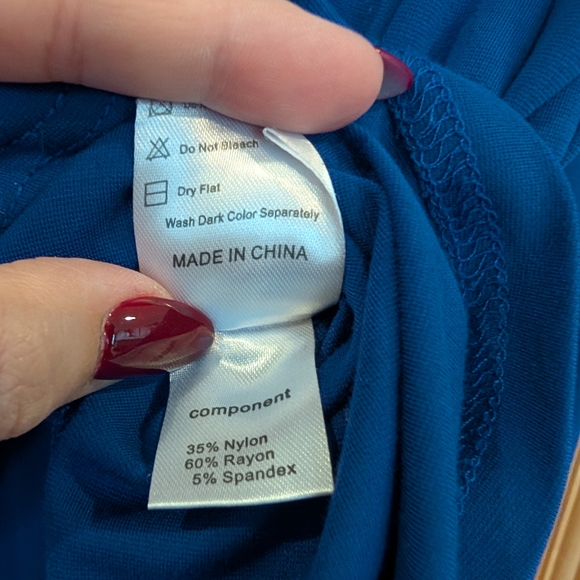 Do Not Bleach
Dry Flat
Wash Dark Color Separately
MADE IN CHINA
component
35% Nylon
60% Rayon
5% Spandex